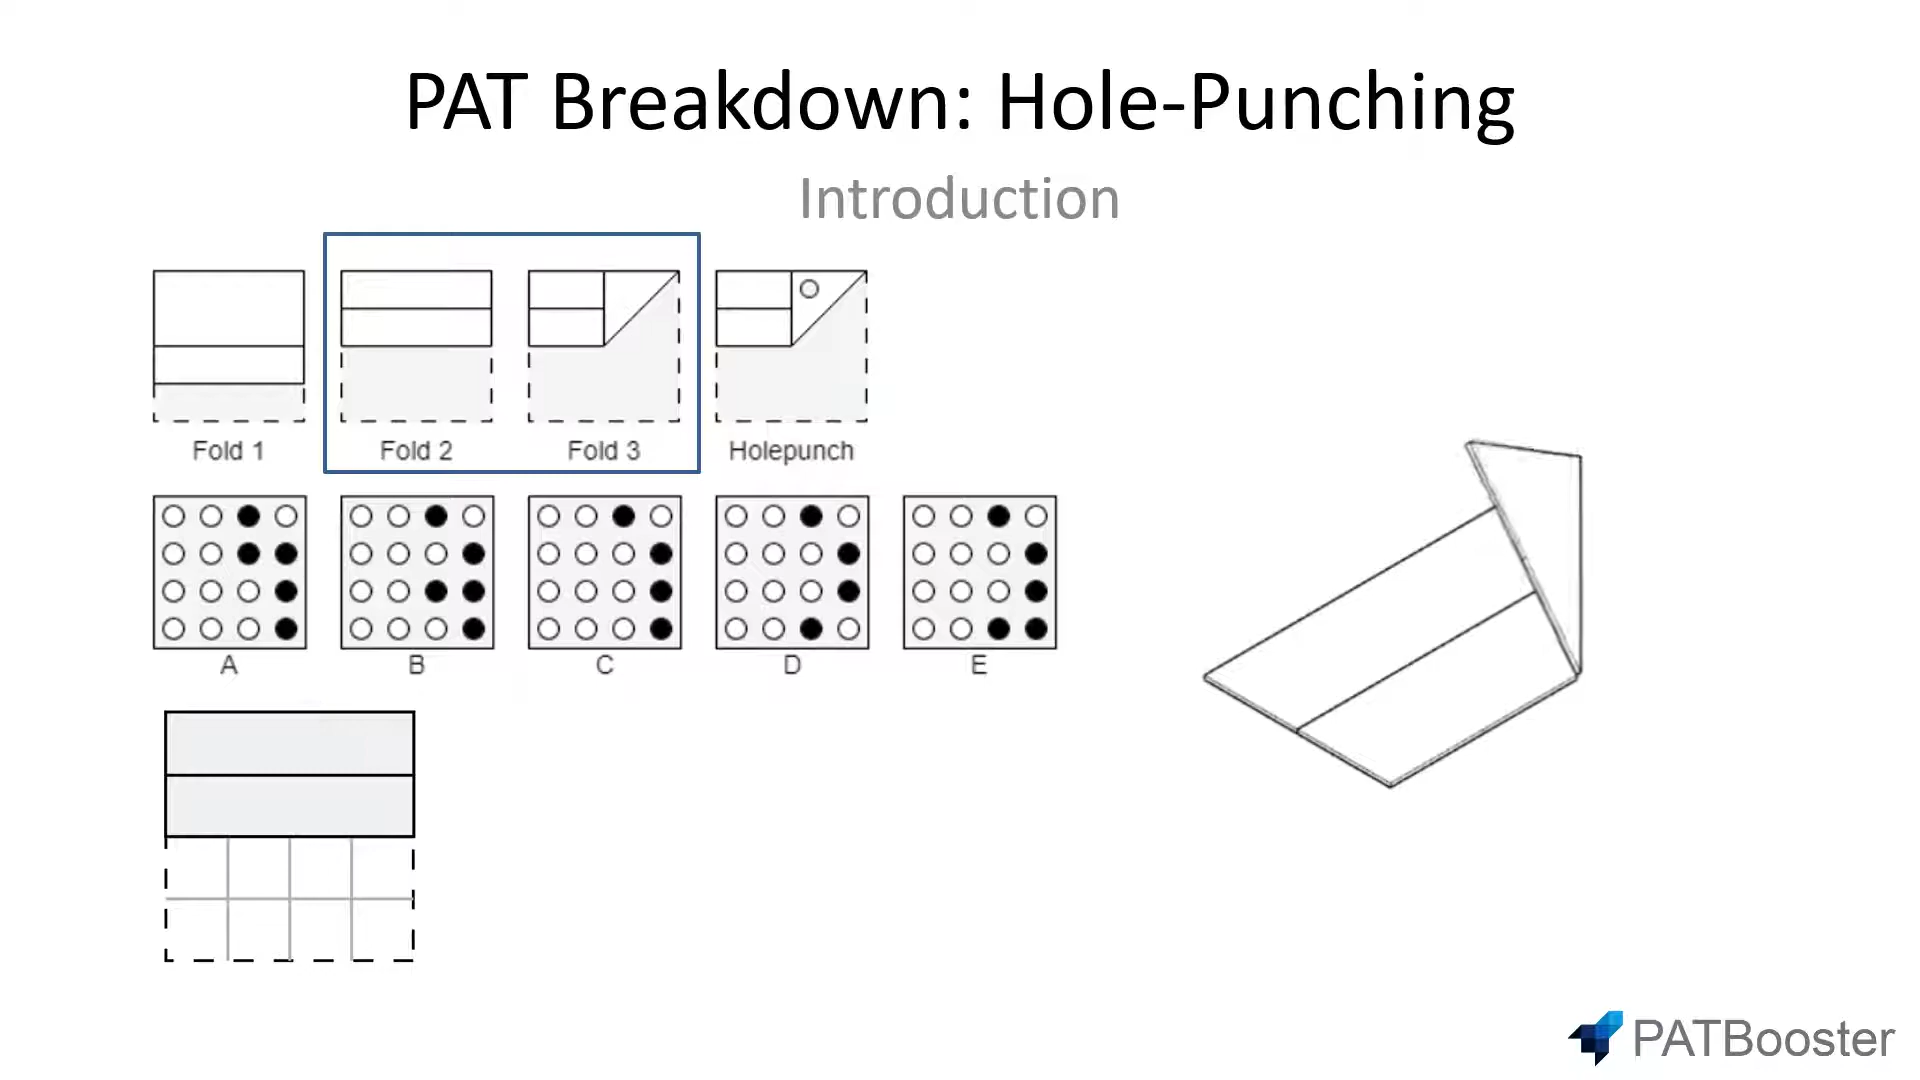 PAT Breakdown: Hole-Punching
Introduction
Fold 1 Fold 2 Fold 3 Holepunch
A B C D E
PATBooster